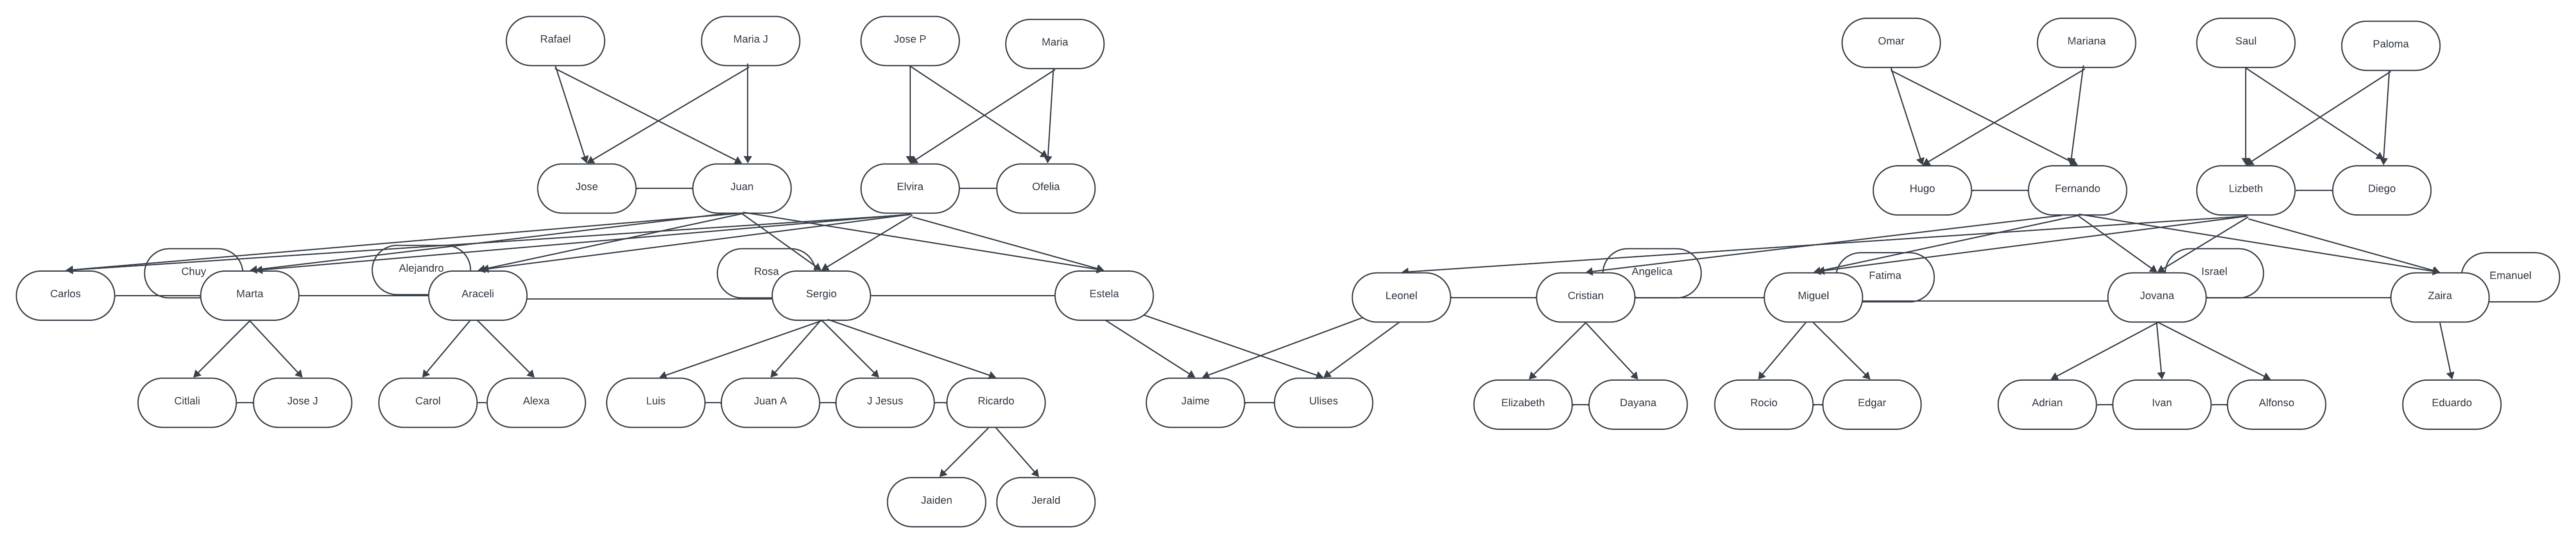 Rafael
Maria J
Jose P
Maria
Omar
Mariana
Saul
Paloma
Jose
Juan
Elvira
Ofelia
Hugo
Fernando
Lizbeth
Diego
Carlos
Chuy
Marta
Alejandro
Araceli
Rosa
Sergio
Estela
Leonel
Cristian
Angelica
Miguel
Fatima
Jovana
Israel
Zaira
Emanuel
Citlali
Jose J
Carol
Alexa
Luis
Juan A
J Jesus
Ricardo
Jaime
Ulises
Elizabeth
Dayana
Rocio
Edgar
Adrian
Ivan
Alfonso
Eduardo
Jaiden
Jerald